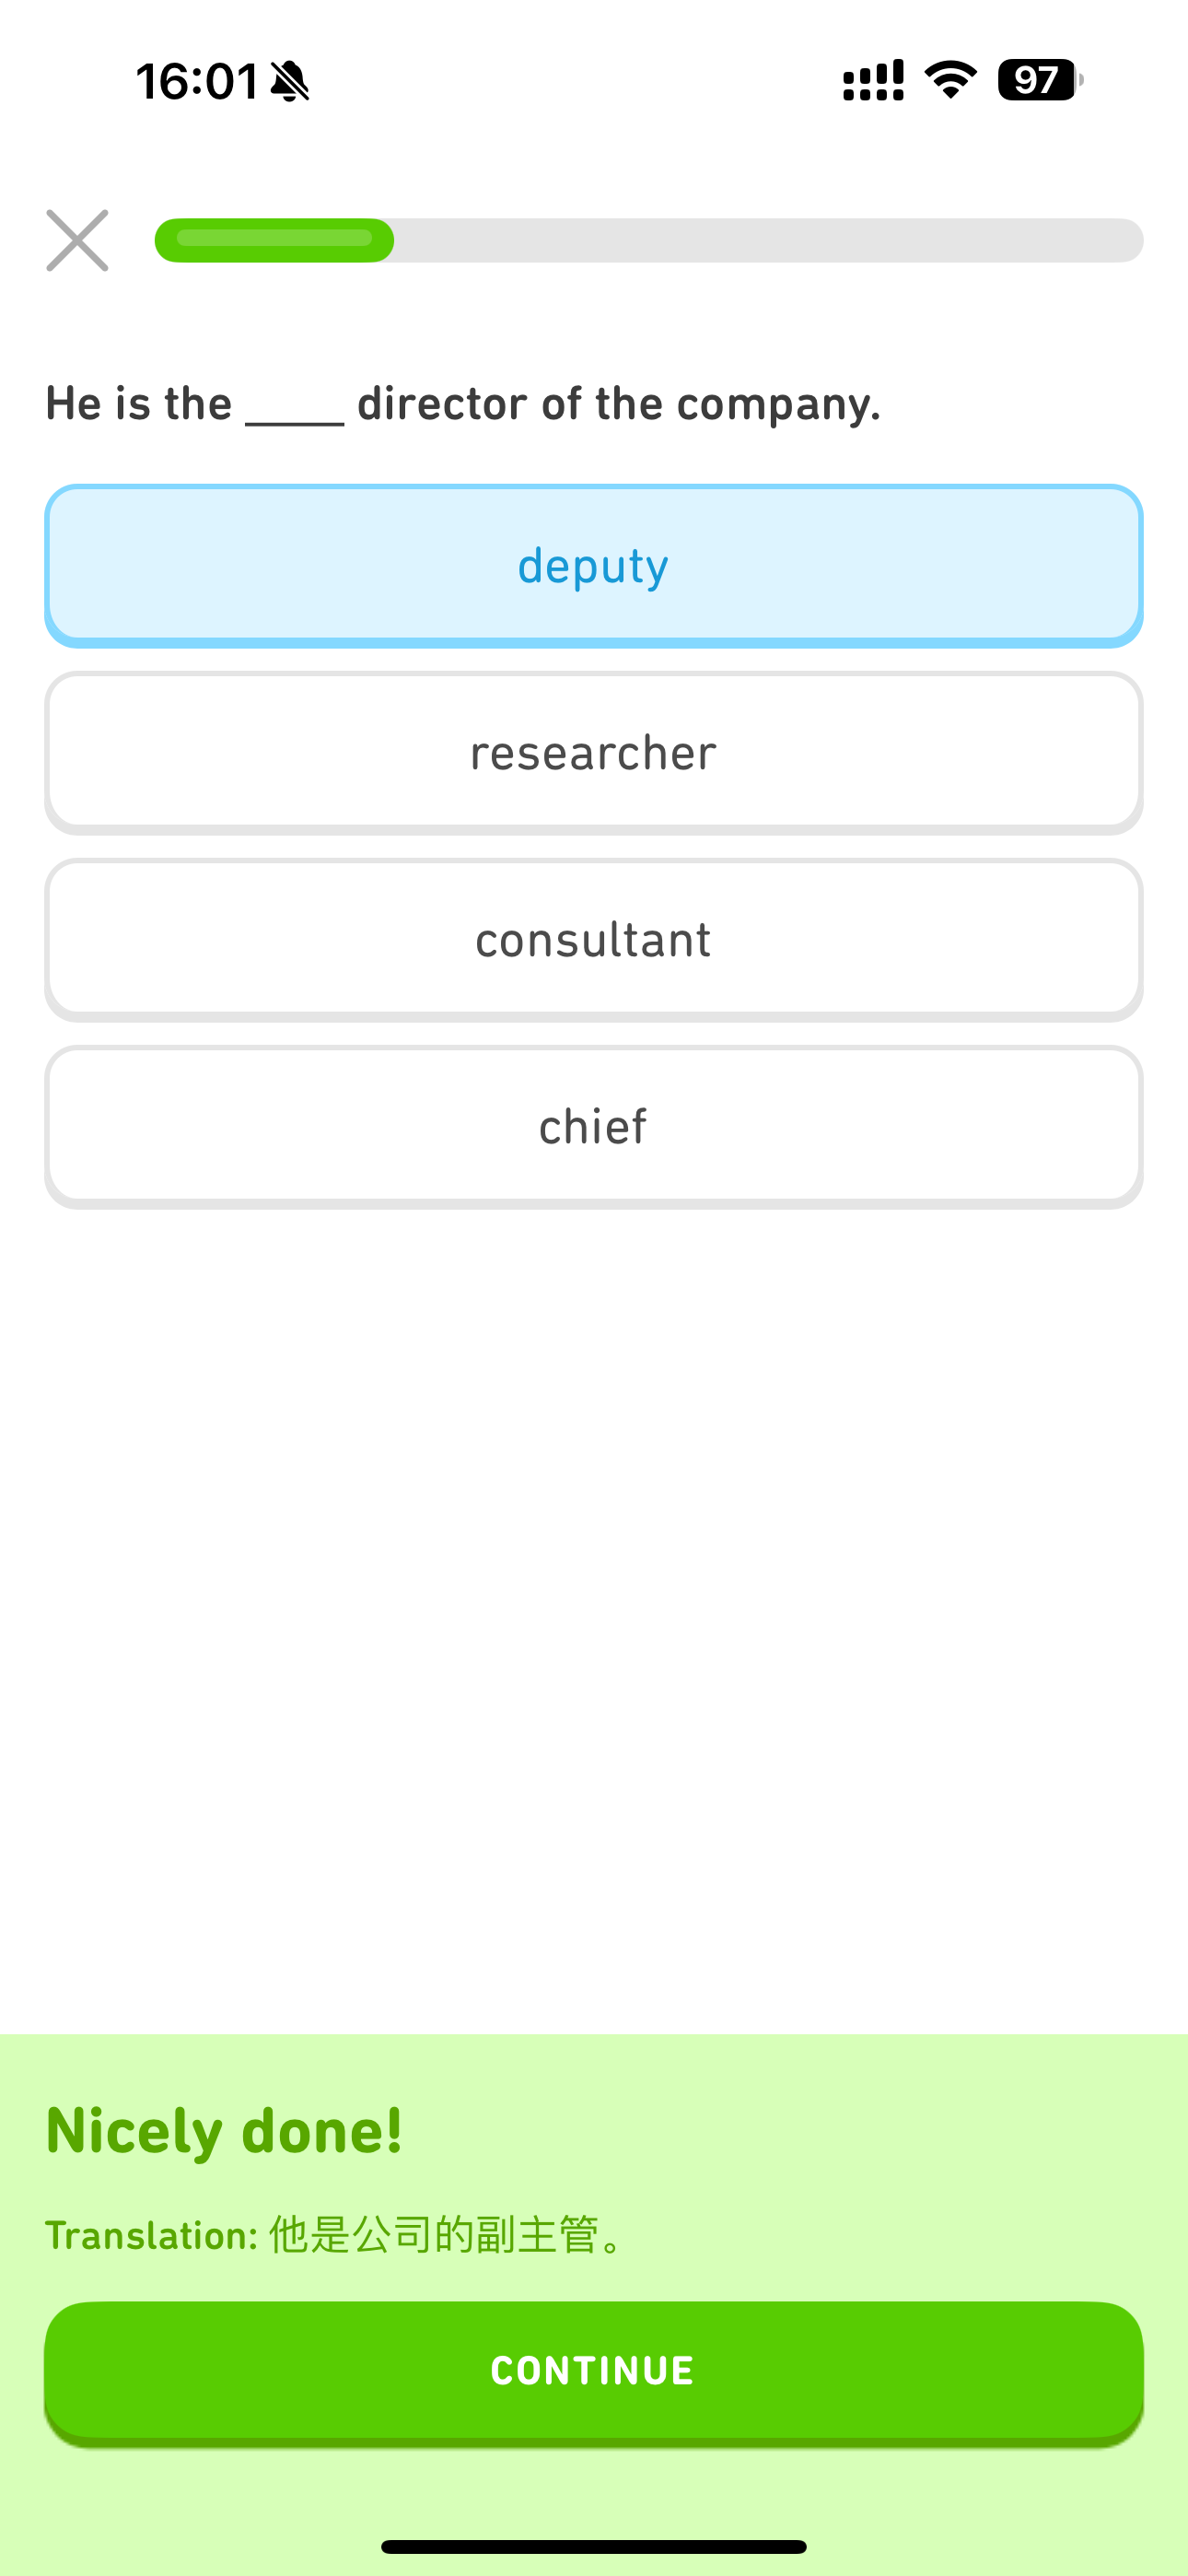 16:01
97
He is the _____ director of the company.
deputy
researcher
consultant
chief
Nicely done!
Translation: 他是公司的副主管。
CONTINUE